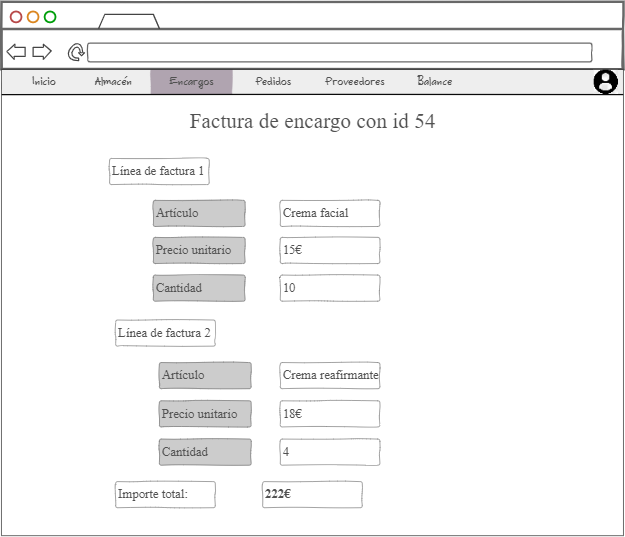 Inicio Almacén Encargos Pedidos Proveedores Balance
Factura de encargo con id 54
Línea de factura 1
Artículo Crema facial
Precio unitario 15€
Cantidad 10
Línea de factura 2
Artículo Crema reafirmante
Precio unitario 18€
Cantidad 4
Importe total: 222€